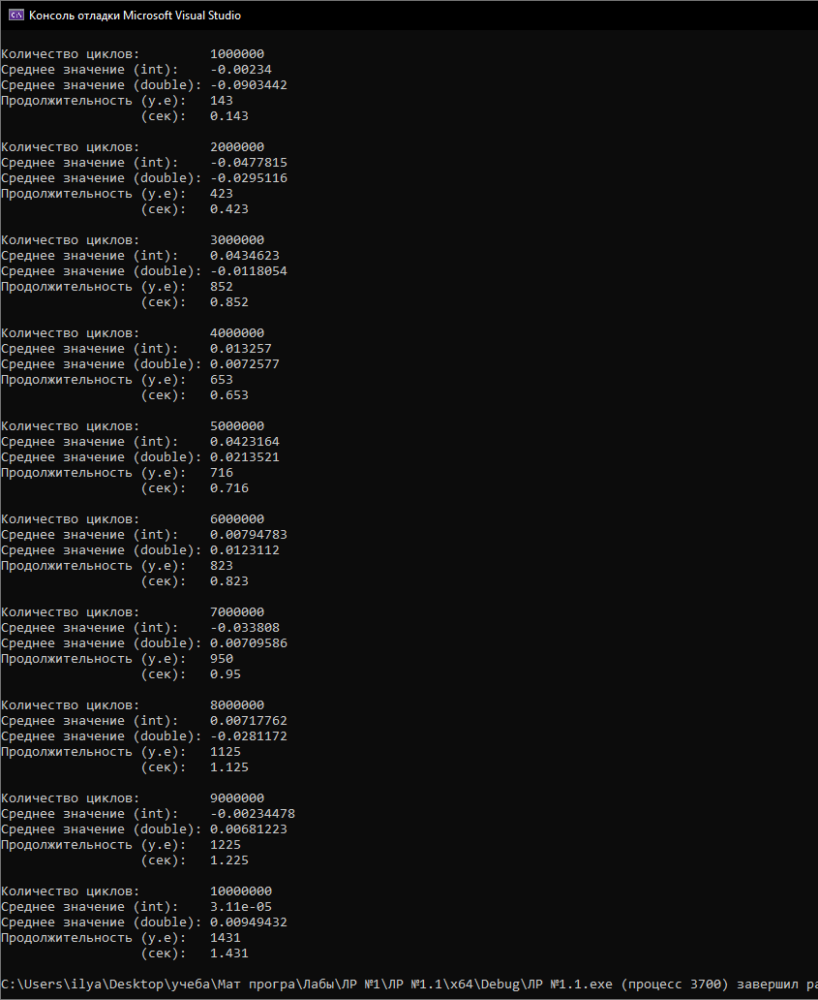 Консоль отладки Microsoft Visual Studio
Количество циклов: 1000000
Среднее значение (int): -0.00234
Среднее значение (double): -0.0903442
Продолжительность (у.е): 143
(сек): 0.143
Количество циклов: 2000000
Среднее значение (int): -0.0477815
Среднее значение (double): -0.0295116
Продолжительность (у.е): 423
(сек): 0.423
Количество циклов: 3000000
Среднее значение (int): 0.0434623
Среднее значение (double): -0.0118054
Продолжительность (у.е): 852
(сек): 0.852
Количество циклов: 4000000
Среднее значение (int): 0.013257
Среднее значение (double): 0.0072577
Продолжительность (у.е): 653
(сек): 0.653
Количество циклов: 5000000
Среднее значение (int): 0.0423164
Среднее значение (double): 0.0213521
Продолжительность (у.е): 716
(сек): 0.716
Количество циклов: 6000000
Среднее значение (int): 0.00794783
Среднее значение (double): 0.0123112
Продолжительность (у.е): 823
(сек): 0.823
Количество циклов: 7000000
Среднее значение (int): -0.033808
Среднее значение (double): 0.00709586
Продолжительность (у.е): 950
(сек): 0.95
Количество циклов: 8000000
Среднее значение (int): 0.00717762
Среднее значение (double): -0.0281172
Продолжительность (у.е): 1125
(сек): 1.125
Количество циклов: 9000000
Среднее значение (int): -0.00234478
Среднее значение (double): 0.00681223
Продолжительность (у.е): 1225
(сек): 1.225
Количество циклов: 10000000
Среднее значение (int): 3.11e-05
Среднее значение (double): 0.00949432
Продолжительность (у.е): 1431
(сек): 1.431
C:\Users\ilya\Desktop\учеба\Мат програ\Лабы\ЛР №1\ЛР №1.1\x64\Debug\ЛР №1.1.exe (процесс 3700) завершил ра